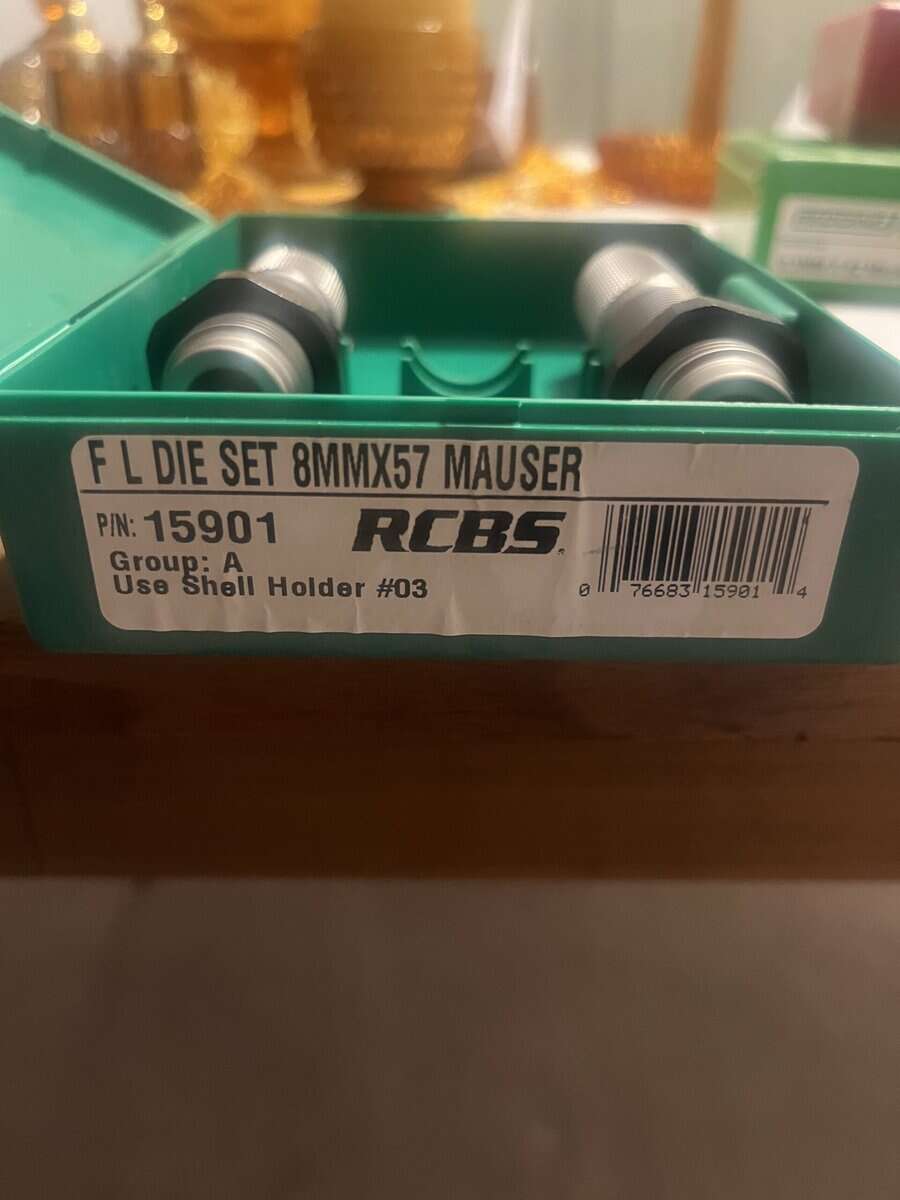 F L DIE SET 8MMX57 MAUSER
P/N: 15901
RCBS
Group: A
Use Shell Holder #03
0 76683 15901 4